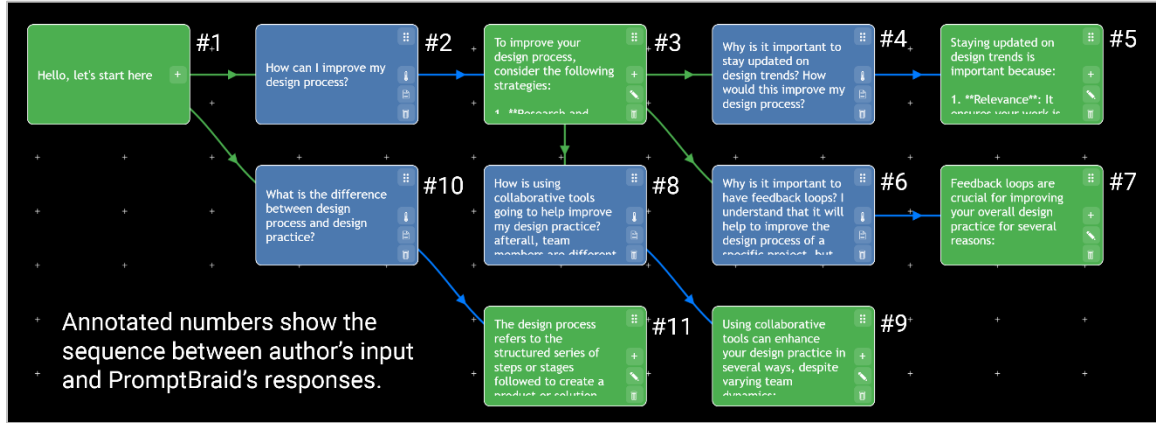 Hello, let's start here
#1
How can I improve my
design process?
#2
To improve your
design process,
consider the following
strategies:
1. **Research and
#3
Why is it important to
stay updated on
design trends? How
would this improve my
design process?
#4
Staying updated on
design trends is
important because:
1. **Relevance**: It
ensures your work is
#5
What is the difference
between design
process and design
practice?
#10
How is using
collaborative tools
going to help improve
my design practice?
afterall, team
members are different
#8
Why is it important to
have feedback loops? I
understand that it will
help to improve the
design process of a
specific project, but
#6
Feedback loops are
crucial for improving
your overall design
practice for several
reasons:
#7
Annotated numbers show the
sequence between author's input
and PromptBraid's responses.
The design process
refers to the
structured series of
steps or stages
followed to create a
product or solution
#11
Using collaborative
tools can enhance
your design practice in
several ways, despite
varying team
dynamics:
#9